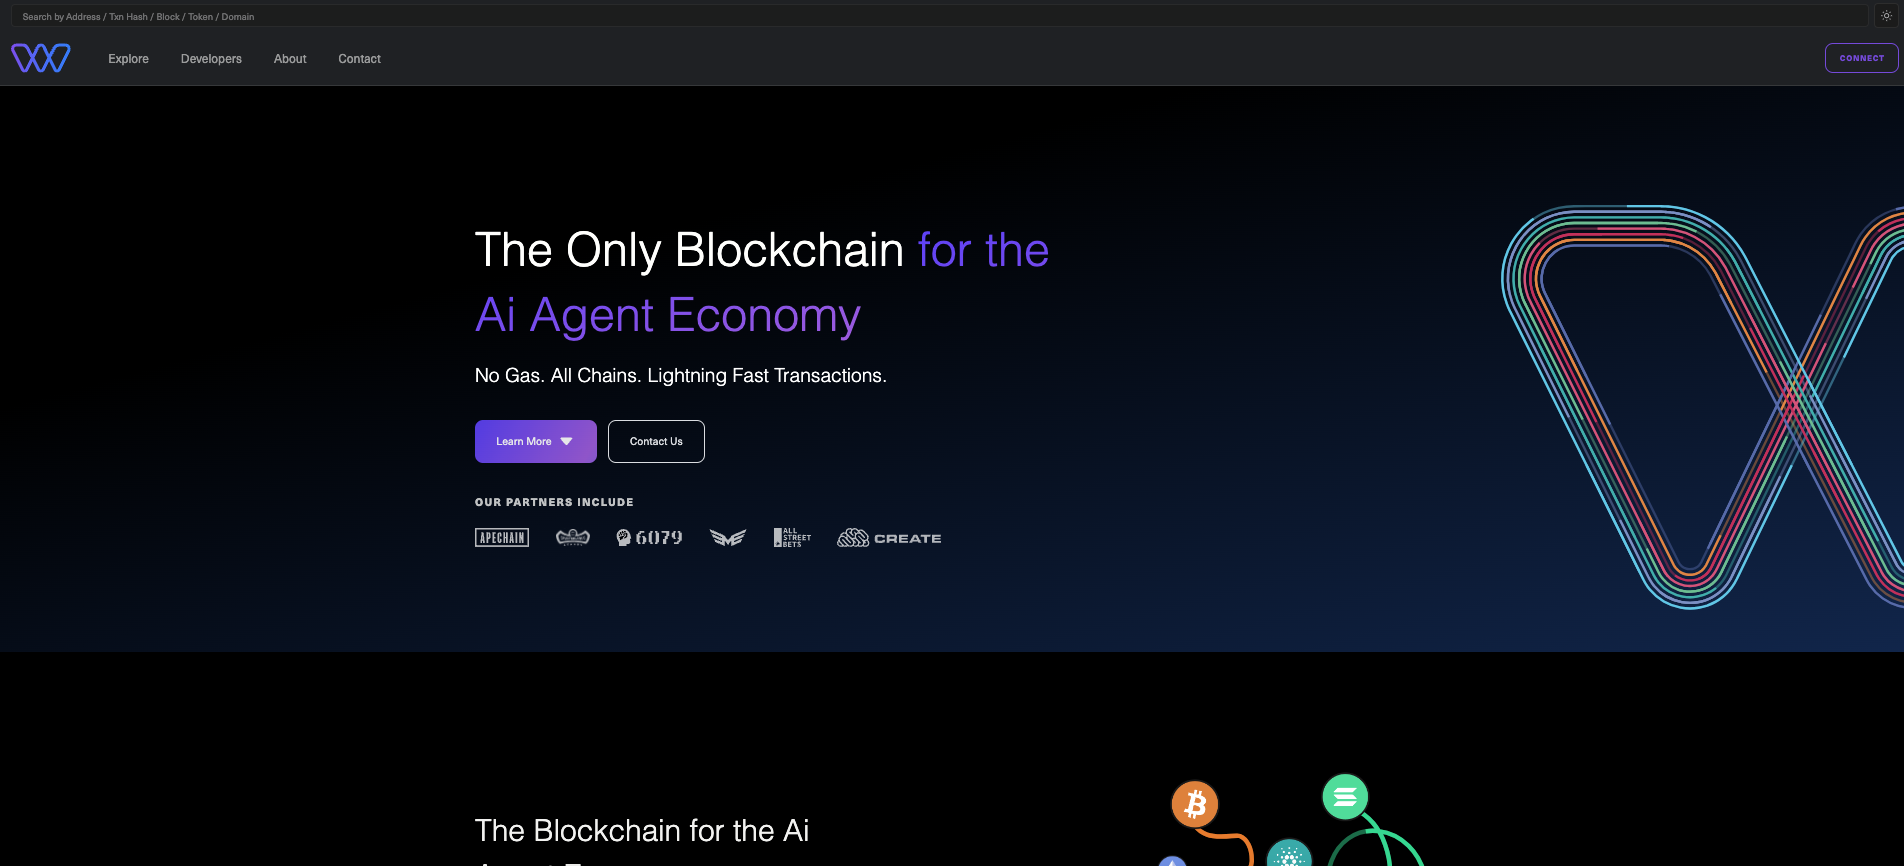 Search by Address / Txn Hash / Block / Token / Domain
Explore
Developers
About
Contact
CONNECT
The Only Blockchain for the
Ai Agent Economy
No Gas. All Chains. Lightning Fast Transactions.
Learn More
Contact Us
OUR PARTNERS INCLUDE
APECHAIN
6079
ALL
STREET
BETS
CREATE
The Blockchain for the Ai